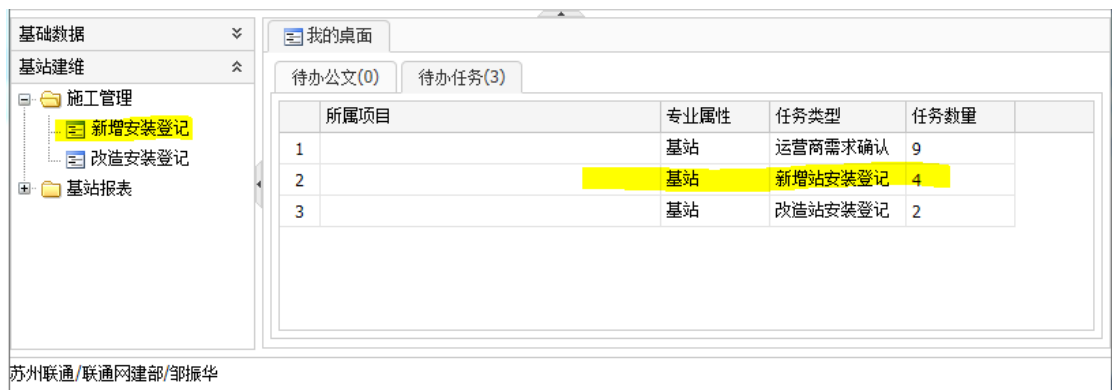 基础数据
基站建维
施工管理
新增安装登记
改造安装登记
基站报表
我的桌面
待办公文(0) 待办任务(3)
所属项目 专业属性 任务类型 任务数量
1 基站 运营商需求确认 9
2 基站 新增站安装登记 4
3 基站 改造站安装登记 2
苏州联通/联通网建部/邹振华